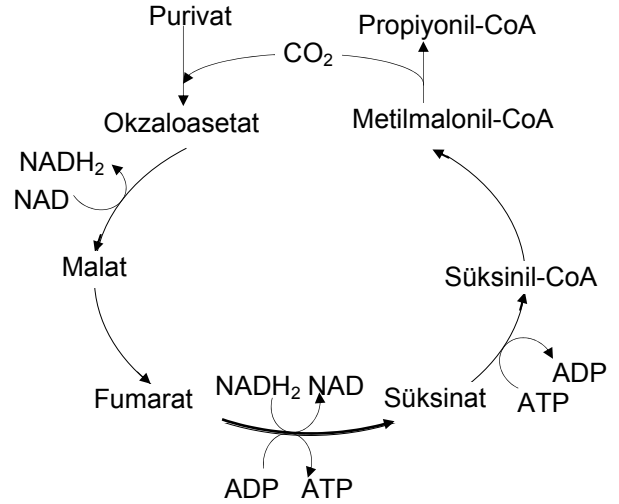 Purivat
Propiyonil-CoA
CO₂
Okzaloasetat
Metilmalonil-CoA
NADH₂
NAD
Malat
Süksinil-CoA
ADP
ATP
Fumarat
NADH₂ NAD
Süksinat
ADP ATP